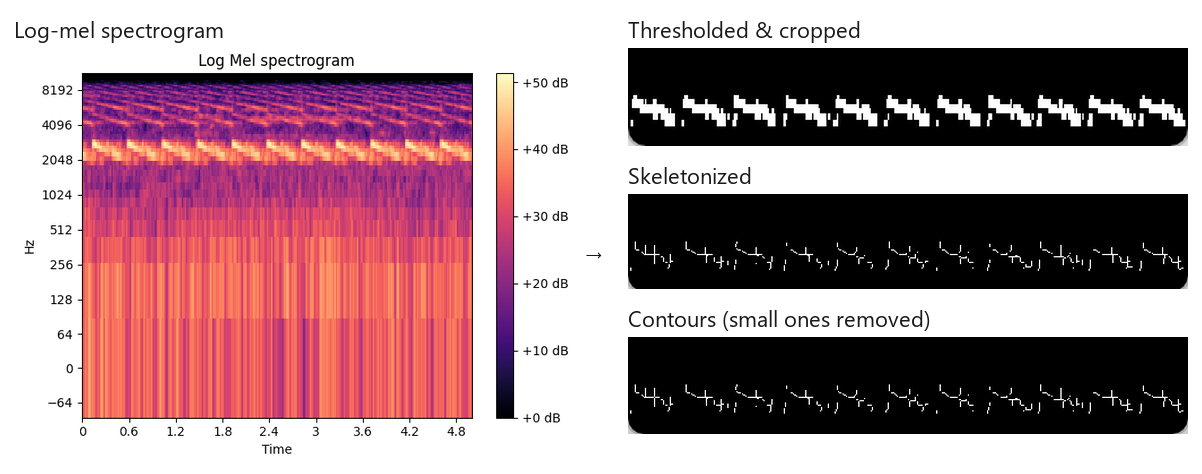 Log-mel spectrogram
Log Mel spectrogram
8192
4096
2048
1024
512
256
128
64
0
−64
Hz
0 0.6 1.2 1.8 2.4 3 3.6 4.2 4.8
Time
+50 dB
+40 dB
+30 dB
+20 dB
+10 dB
+0 dB
→
Thresholded & cropped
Skeletonized
Contours (small ones removed)